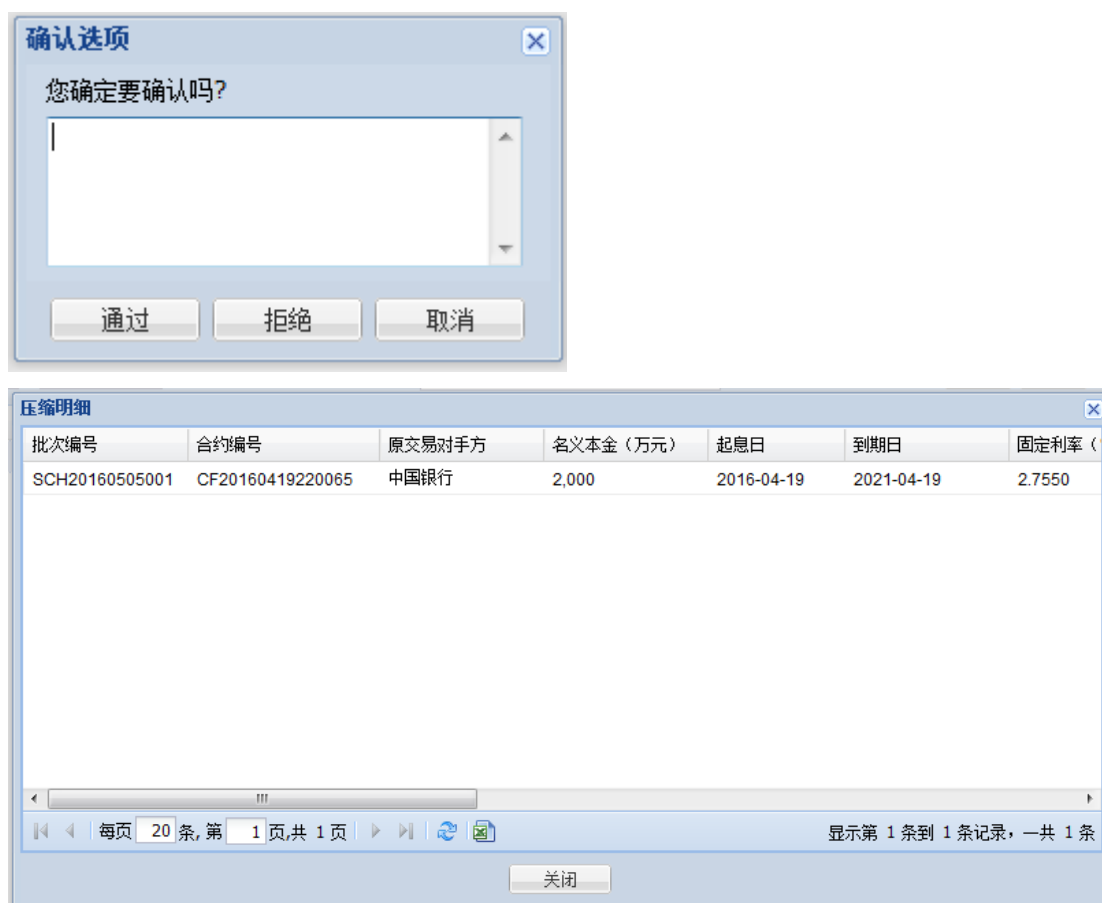 确认选项
您确定要确认吗?
通过 拒绝 取消
压缩明细
批次编号 合约编号 原交易对手方 名义本金（万元） 起息日 到期日 固定利率（
SCH20160505001 CF20160419220065 中国银行 2,000 2016-04-19 2021-04-19 2.7550
每页 20 条, 第 1 页,共 1 页 显示第 1 条到 1 条记录，一共 1 条
关闭